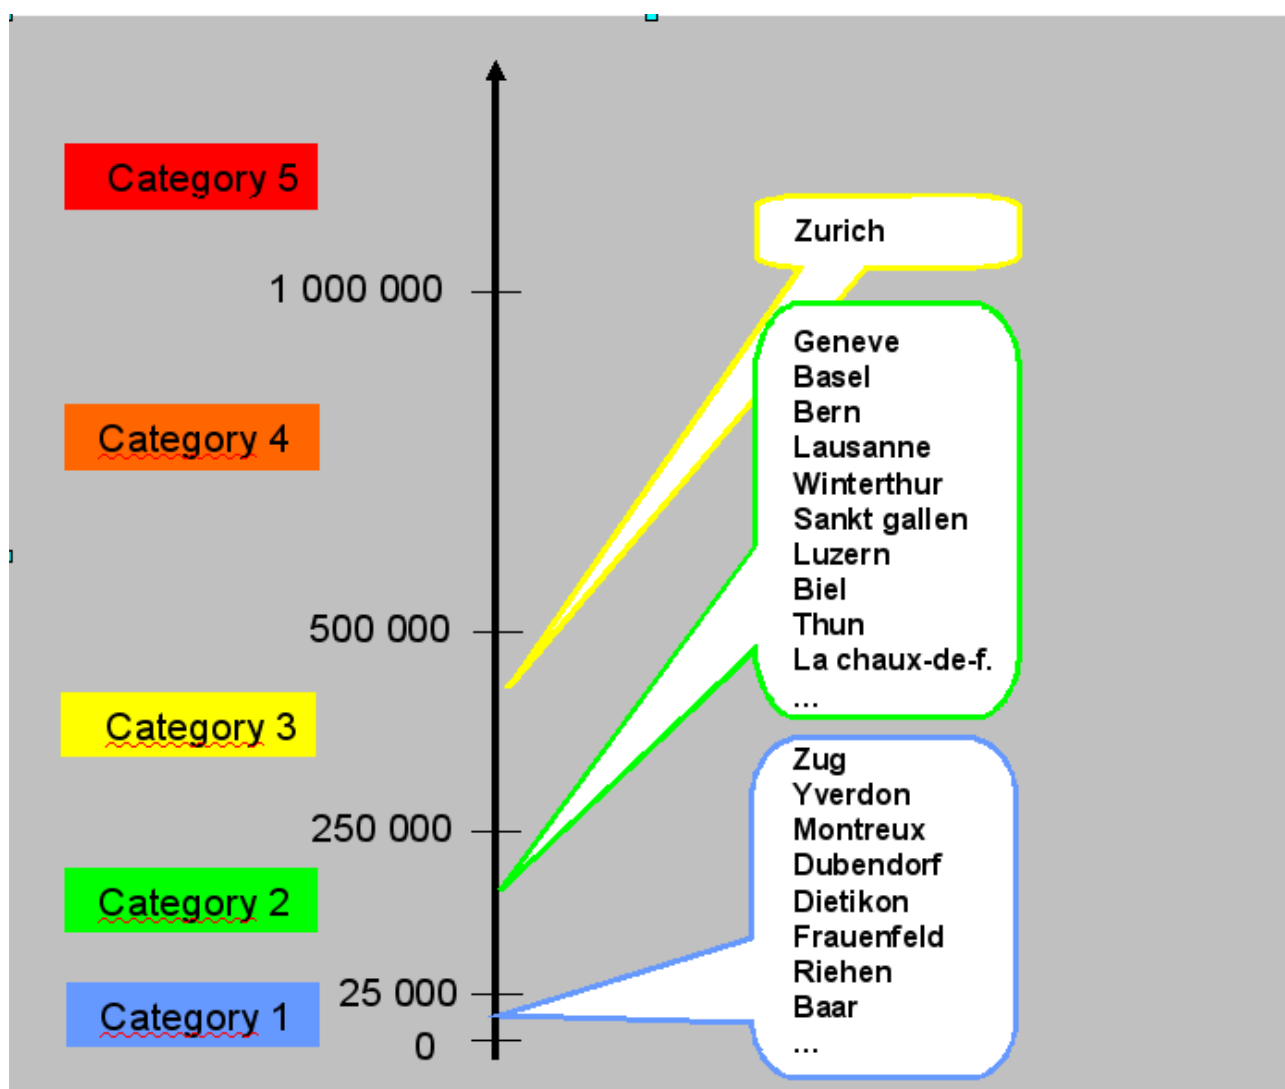 Category 5
Zurich
1 000 000
Geneve
Basel
Bern
Category 4
Lausanne
Winterthur
Sankt gallen
Luzern
Biel
500 000
Thun
La chaux-de-f.
...
Category 3
Zug
Yverdon
250 000
Montreux
Dubendorf
Category 2
Dietikon
Frauenfeld
Riehen
25 000
Baar
Category 1
0
...